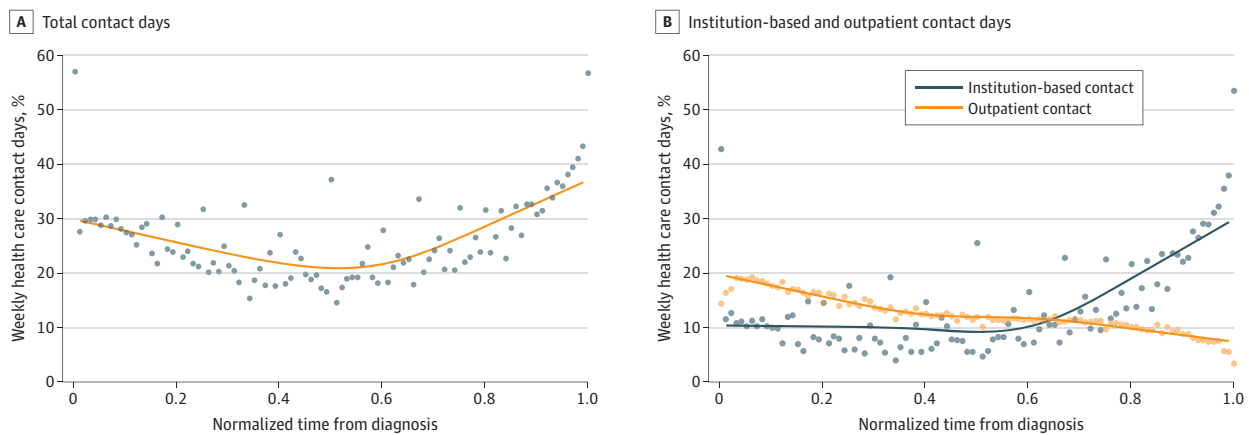 A Total contact days
Weekly health care contact days, %
60
50
40
30
20
10
0
0 0.2 0.4 0.6 0.8 1.0
Normalized time from diagnosis
B Institution-based and outpatient contact days
Weekly health care contact days, %
60
50
40
30
20
10
0
Institution-based contact
Outpatient contact
0 0.2 0.4 0.6 0.8 1.0
Normalized time from diagnosis